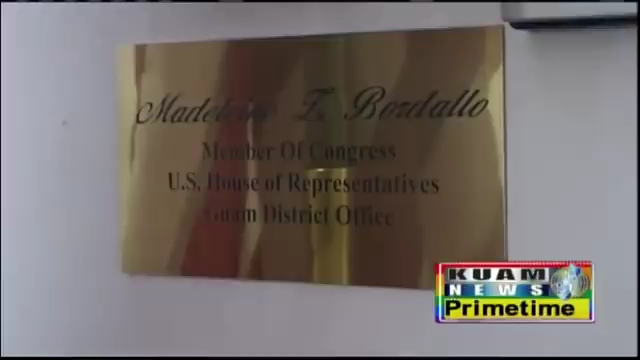 Madeleine Z. Bordallo
Member Of Congress
U.S. House of Representatives
Guam District Office
KUAM
NEWS
Primetime